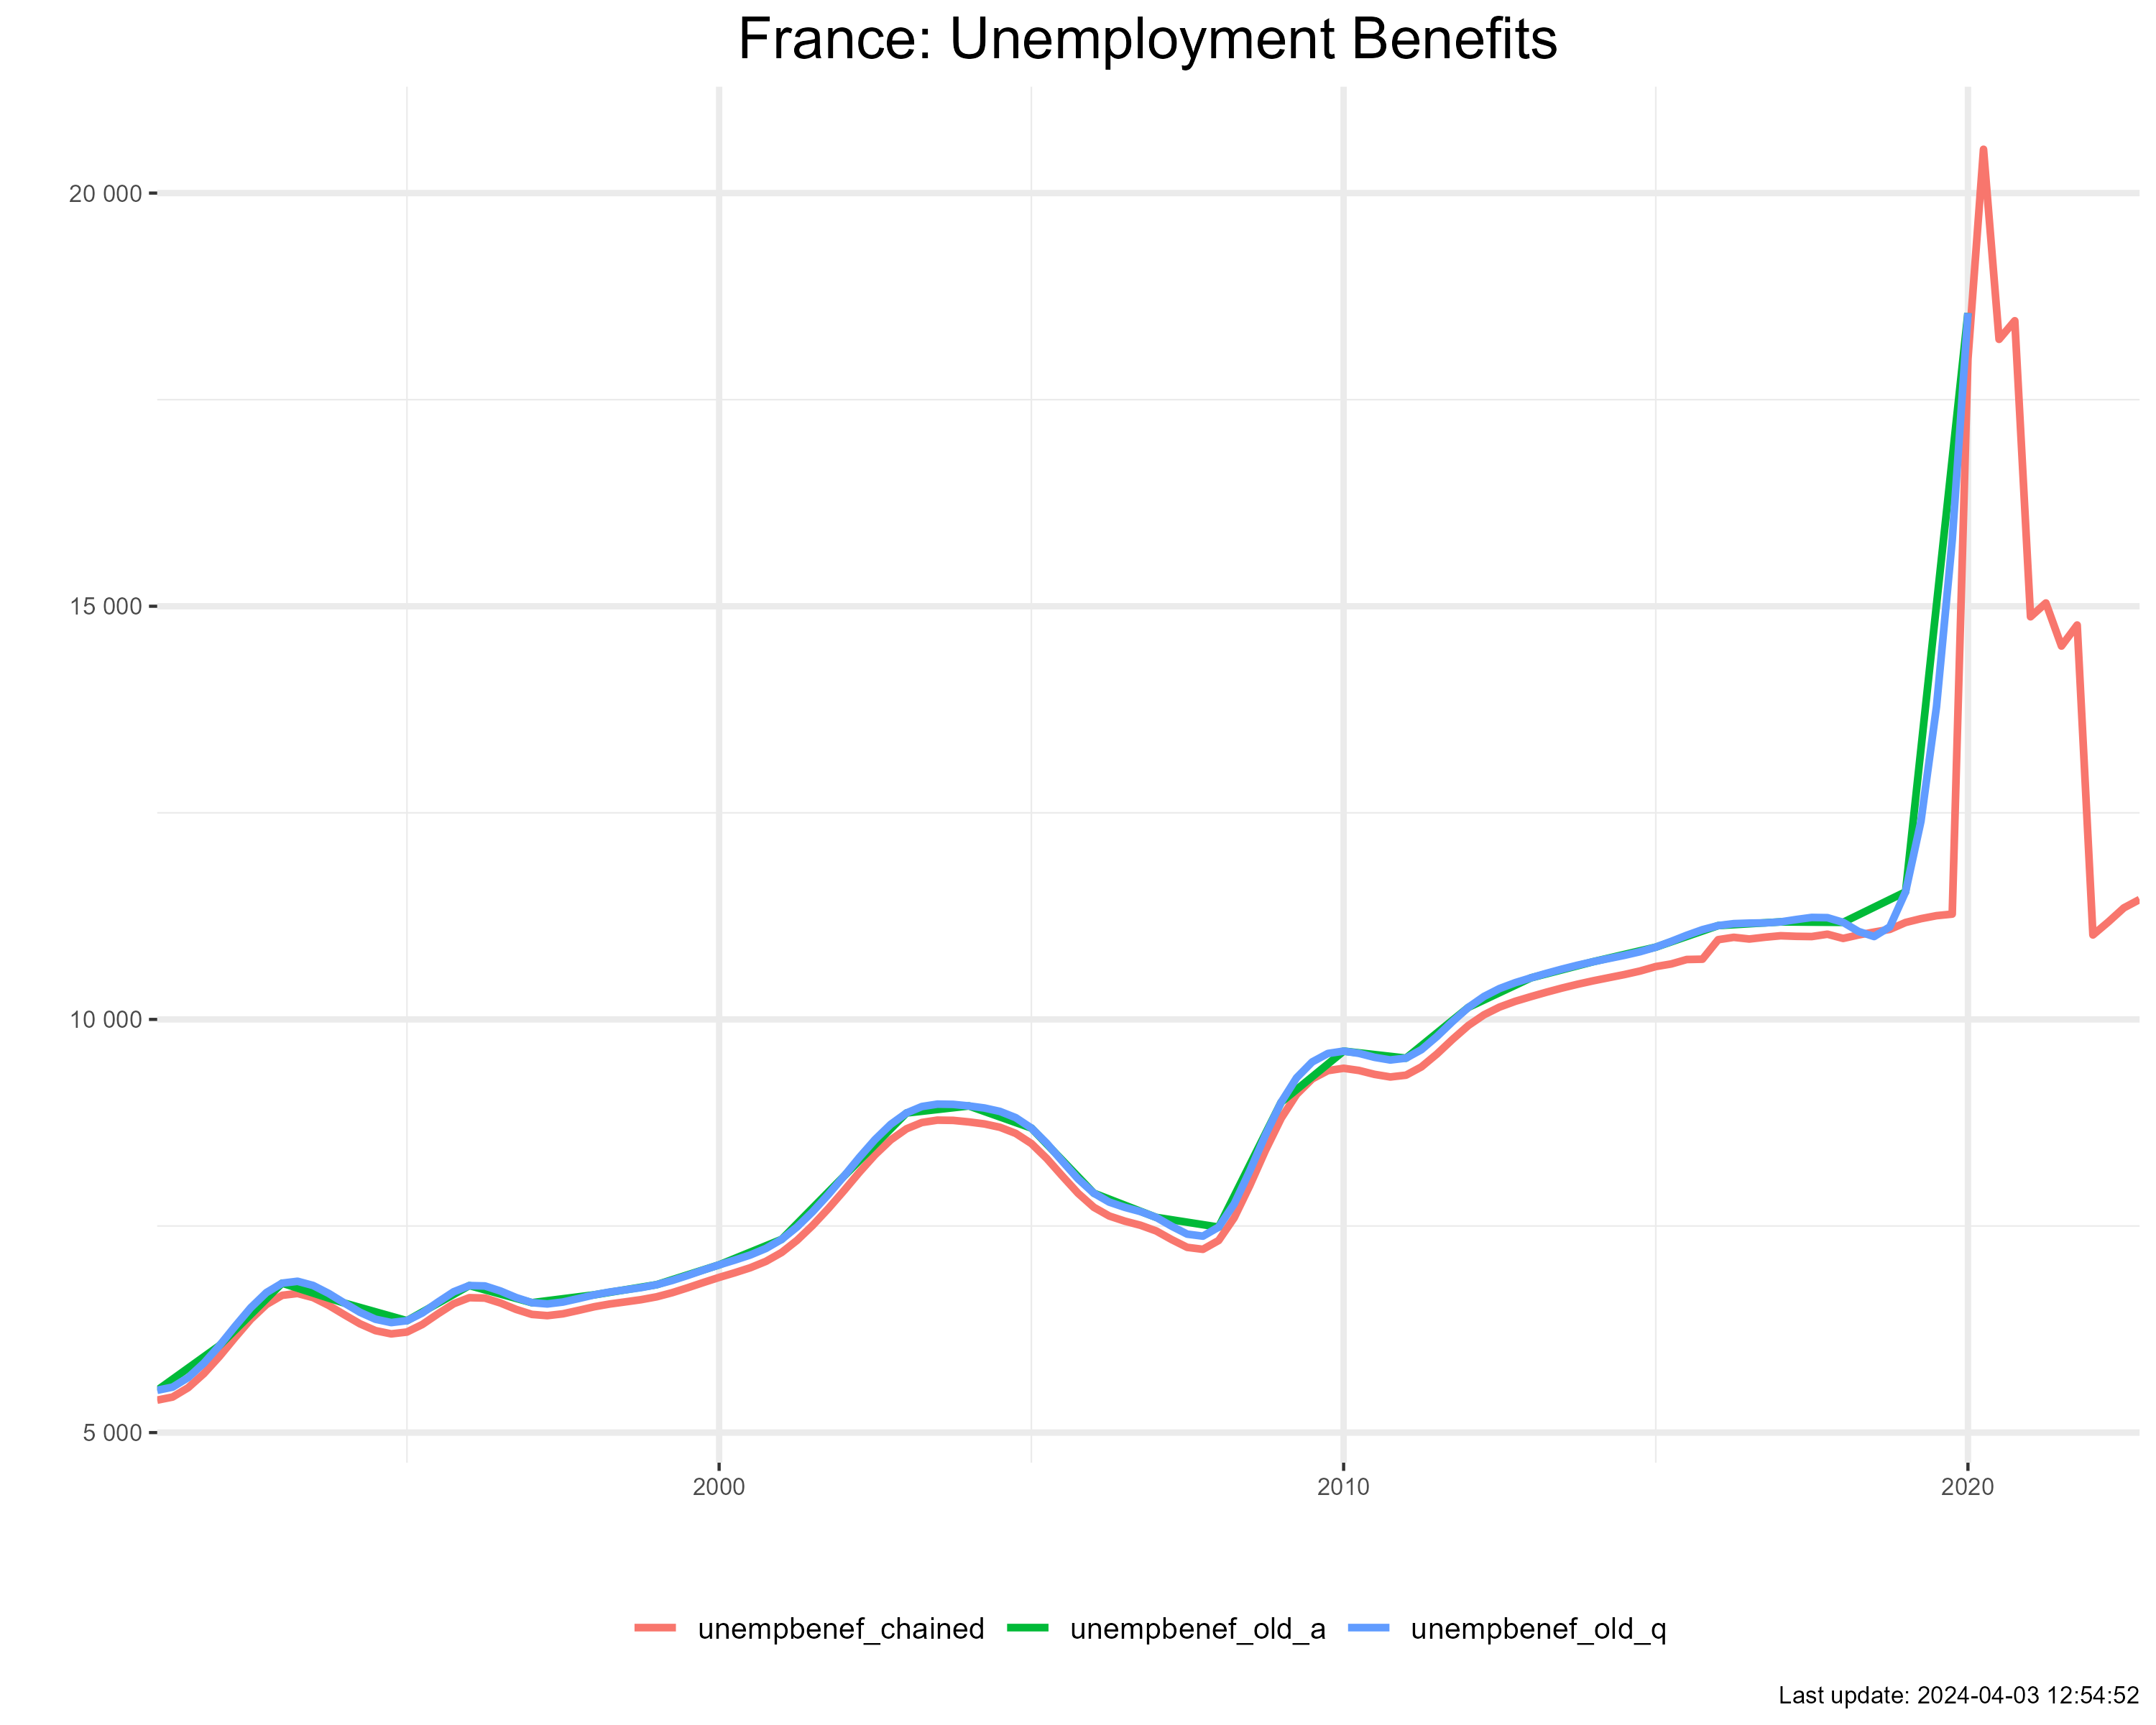 France: Unemployment Benefits
20 000
15 000
10 000
5 000
2000 2010 2020
unempbenef_chained unempbenef_old_a unempbenef_old_q
Last update: 2024-04-03 12:54:52